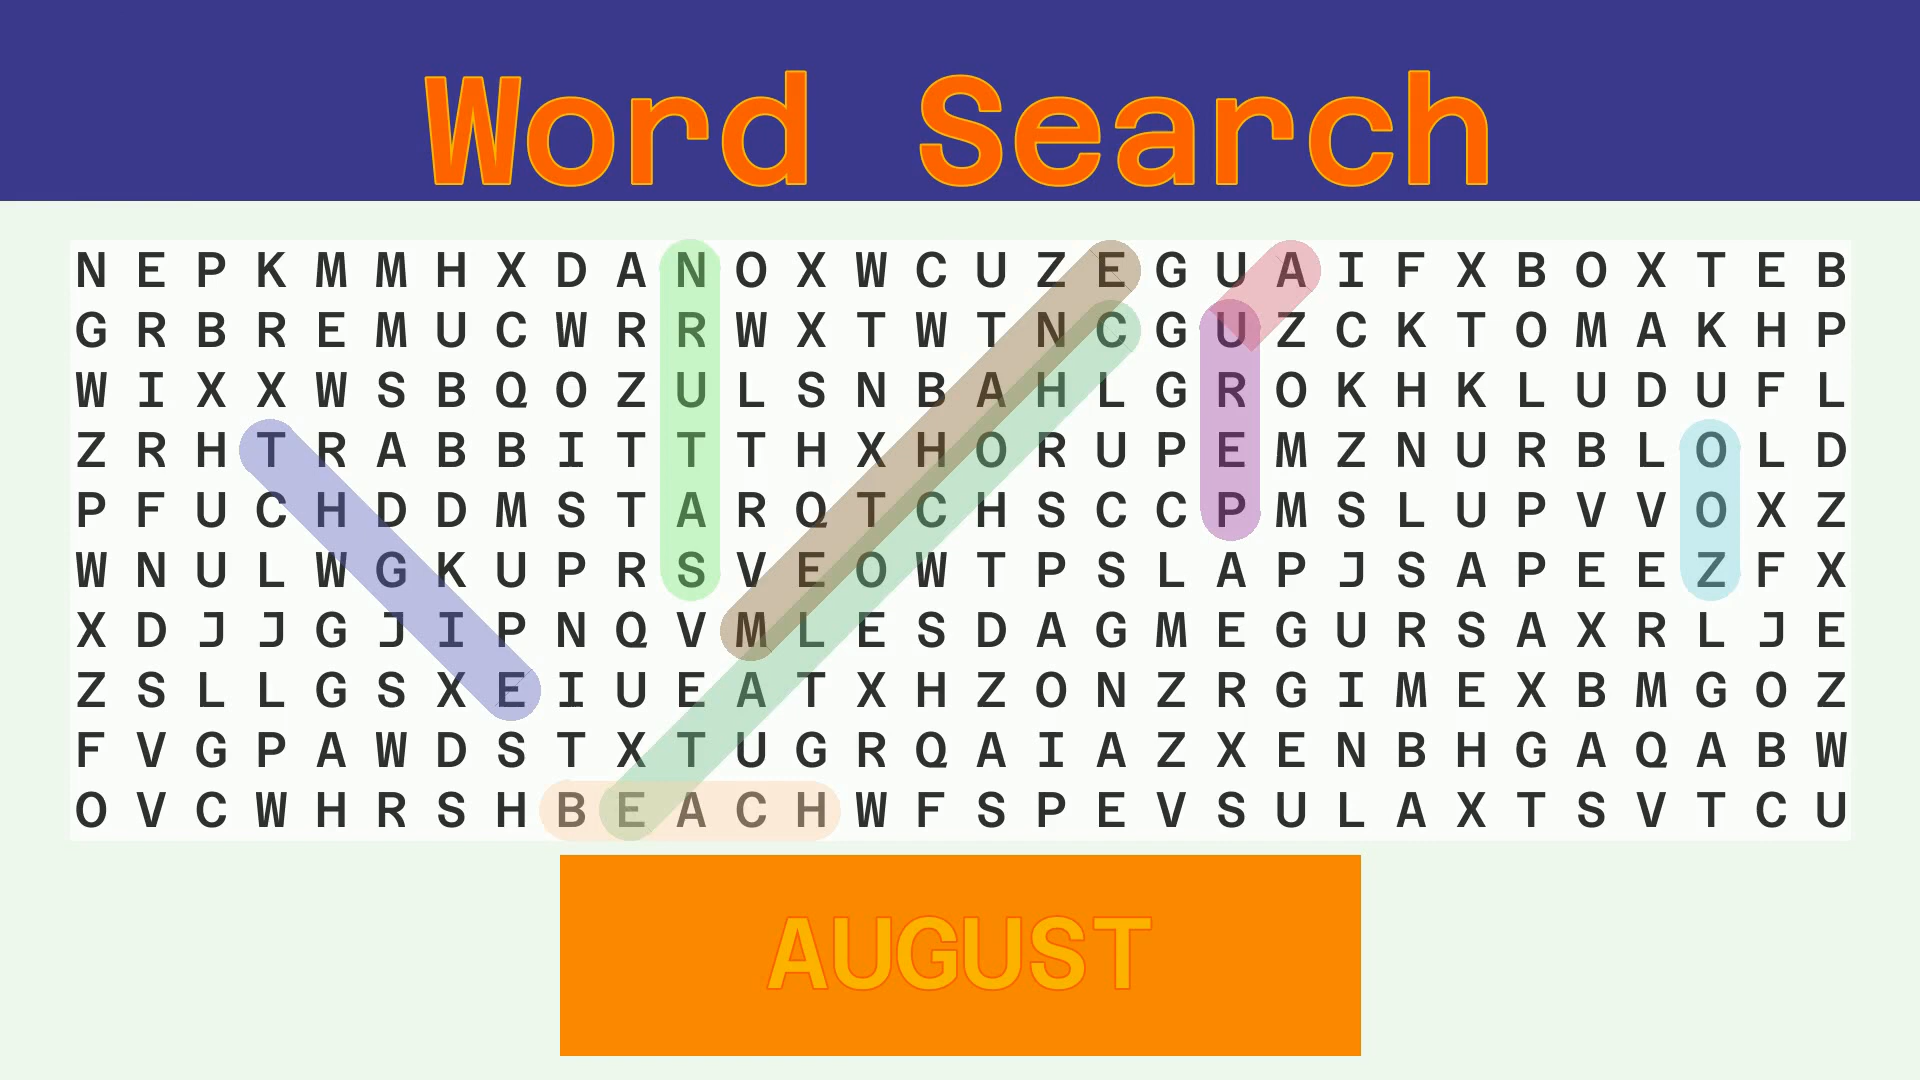 Word Search
N E P K M M H X D A N O X W C U Z E G U A I F X B O X T E B
G R B R E M U C W R R W X T W T N C G U Z C K T O M A K H P
W I X X W S B Q O Z U L S N B A H L G R O K H K L U D U F L
Z R H T R A B B I T T T H X H O R U P E M Z N U R B L O L D
P F U C H D D M S T A R Q T C H S C C P M S L U P V V O X Z
W N U L W G K U P R S V E O W T P S L A P J S A P E E Z F X
X D J J G J I P N Q V M L E S D A G M E G U R S A X R L J E
Z S L L G S X E I U E A T X H Z O N Z R G I M E X B M G O Z
F V G P A W D S T X T U G R Q A I A Z X E N B H G A Q A B W
O V C W H R S H B E A C H W F S P E V S U L A X T S V T C U
AUGUST